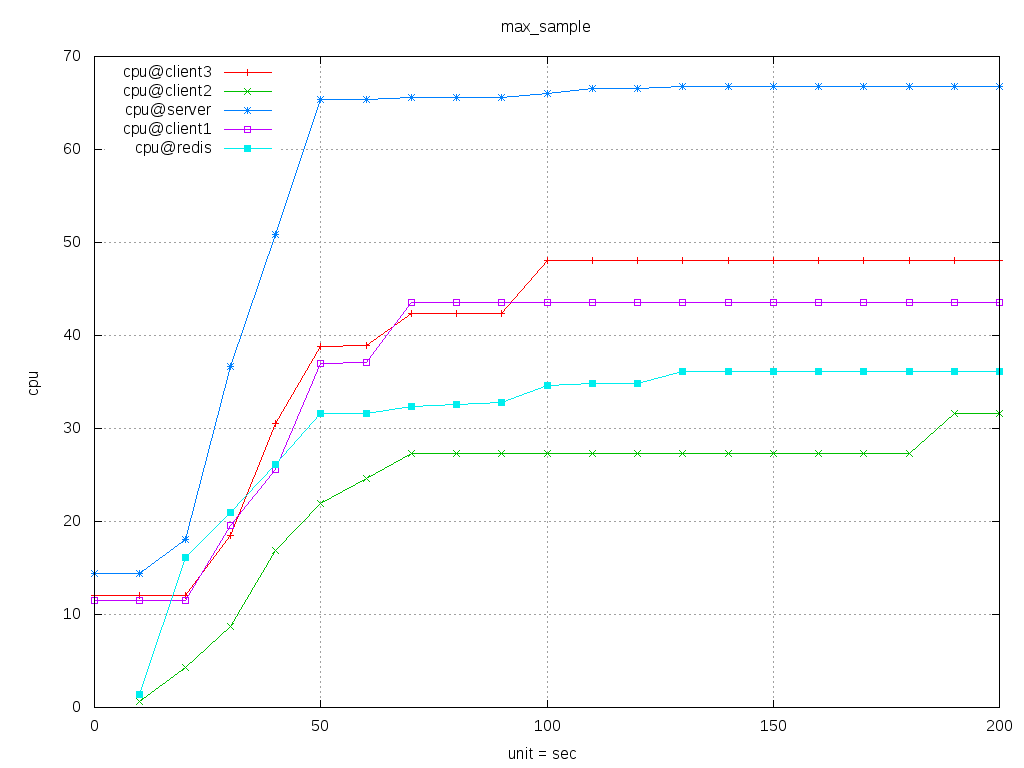 max_sample
70
60
50
40
30
20
10
0
cpu
cpu@client3
cpu@client2
cpu@server
cpu@client1
cpu@redis
0 50 100 150 200
unit = sec